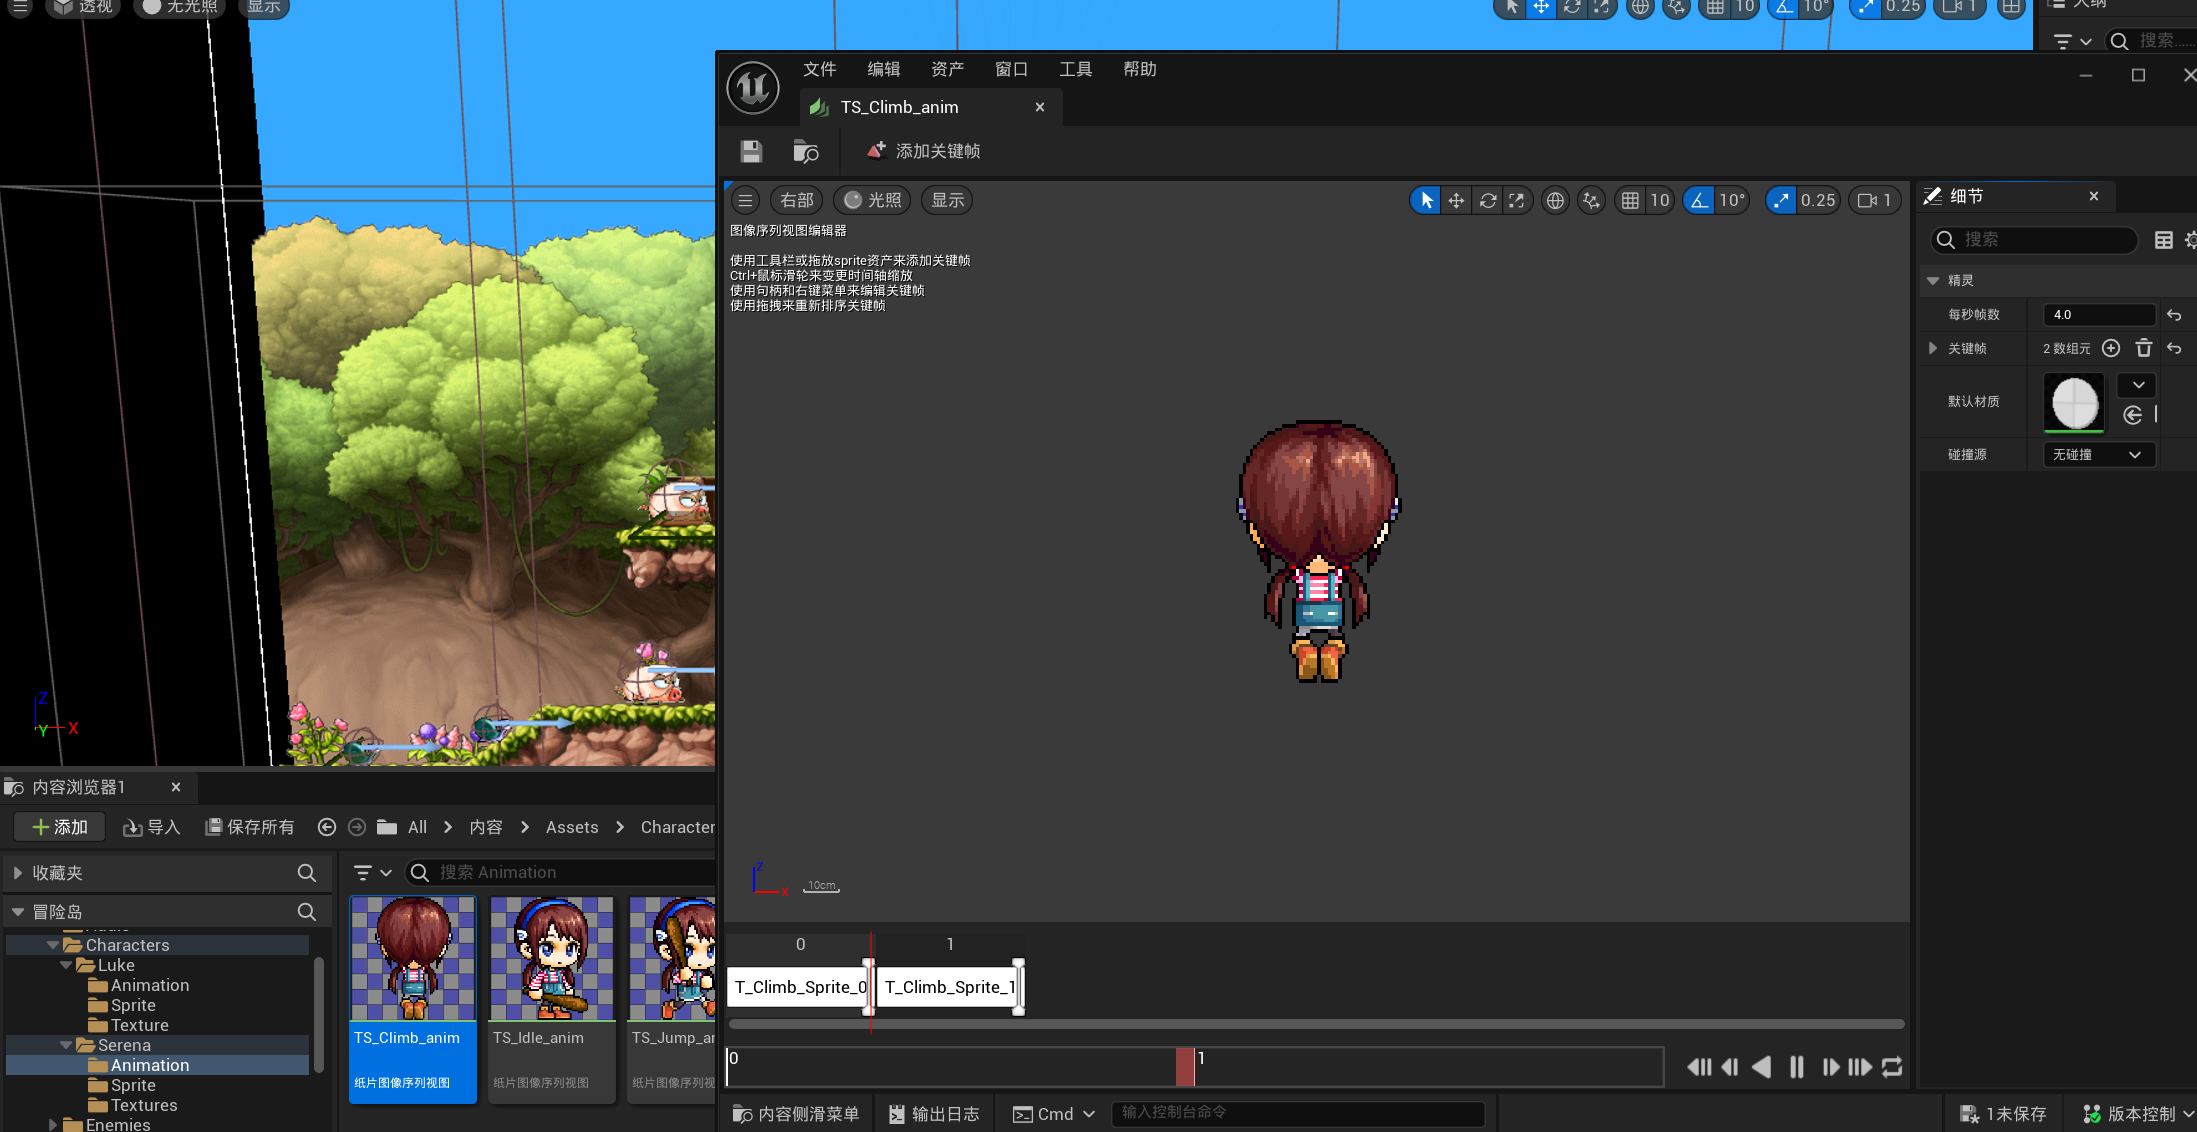 透视
无光照
显示
10
10°
0.25
1
大纲
搜索......
文件 编辑 资产 窗口 工具 帮助
TS_Climb_anim
添加关键帧
右部
光照
显示
10
10°
0.25
1
图像序列视图编辑器
使用工具栏或拖放sprite资产来添加关键帧
Ctrl+鼠标滑轮来变更时间轴缩放
使用句柄和右键菜单来编辑关键帧
使用拖拽来重新排序关键帧
细节
搜索
精灵
每秒帧数 4.0
关键帧 2 数组元
默认材质
碰撞源 无碰撞
Z
X
10cm
Z
Y X
0 1
T_Climb_Sprite_0 T_Climb_Sprite_1
0 1
内容浏览器1
添加 导入 保存所有 All 内容 Assets Character
收藏夹
搜索 Animation
冒险岛
Characters
Luke
Animation
Sprite
Texture
Serena
Animation
Sprite
Textures
Enemies
TS_Climb_anim
纸片图像序列视图
TS_Idle_anim
纸片图像序列视图
TS_Jump_ar
纸片图像序列视
内容侧滑菜单 输出日志 Cmd 输入控制台命令
1未保存 版本控制